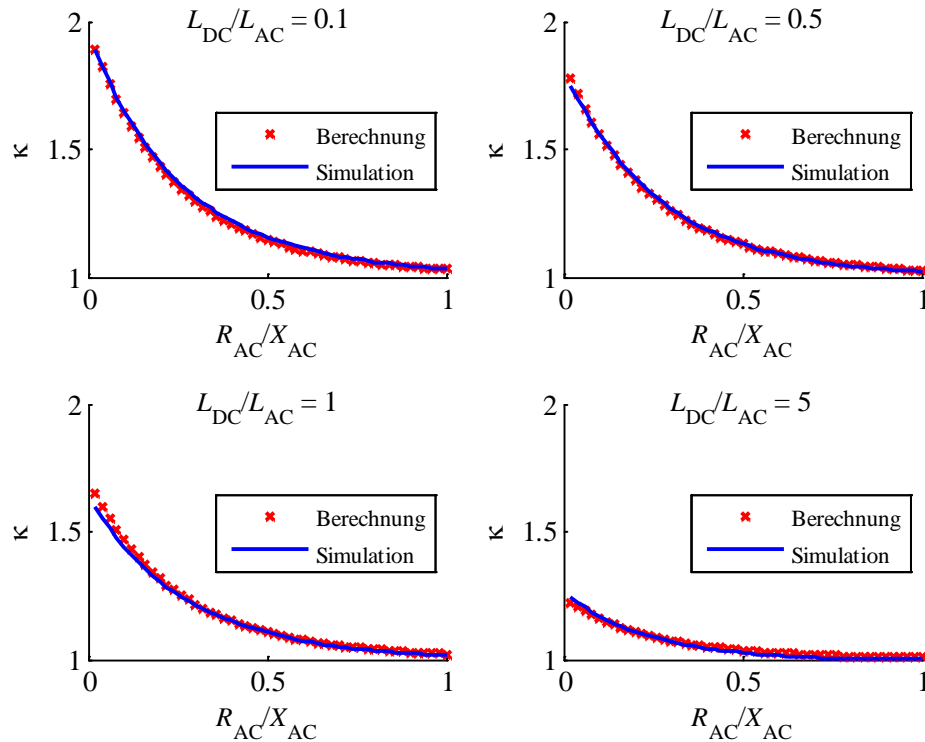 L_DC/L_AC = 0.1
2
1.5
1
κ
Berechnung
Simulation
0
0.5
1
R_AC/X_AC
L_DC/L_AC = 0.5
2
1.5
1
κ
Berechnung
Simulation
0
0.5
1
R_AC/X_AC
L_DC/L_AC = 1
2
1.5
1
κ
Berechnung
Simulation
0
0.5
1
R_AC/X_AC
L_DC/L_AC = 5
2
1.5
1
κ
Berechnung
Simulation
0
0.5
1
R_AC/X_AC